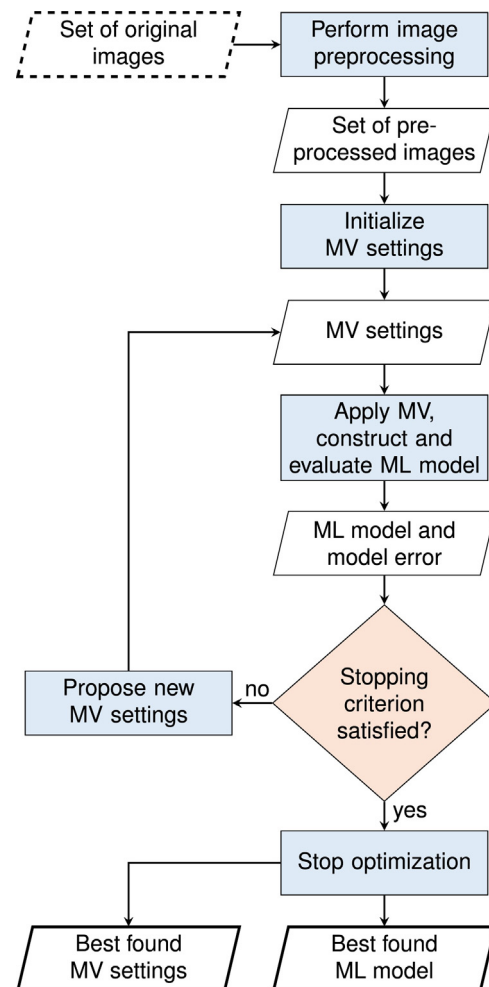 Set of original
images
Perform image
preprocessing
Set of pre-
processed images
Initialize
MV settings
MV settings
Apply MV,
construct and
evaluate ML model
ML model and
model error
Stopping
criterion
satisfied?
no
Propose new
MV settings
yes
Stop optimization
Best found
MV settings
Best found
ML model